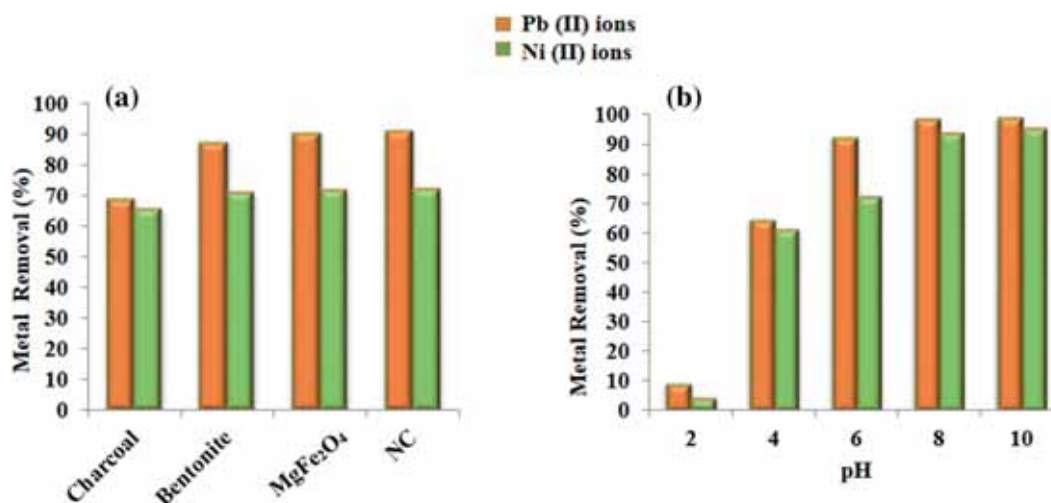 Pb (II) ions
Ni (II) ions
(a)
Metal Removal (%)
100
90
80
70
60
50
40
30
20
10
0
Charcoal
Bentonite
MgFe₂O₄
NC
(b)
Metal Removal (%)
100
90
80
70
60
50
40
30
20
10
0
2 4 6 8 10
pH